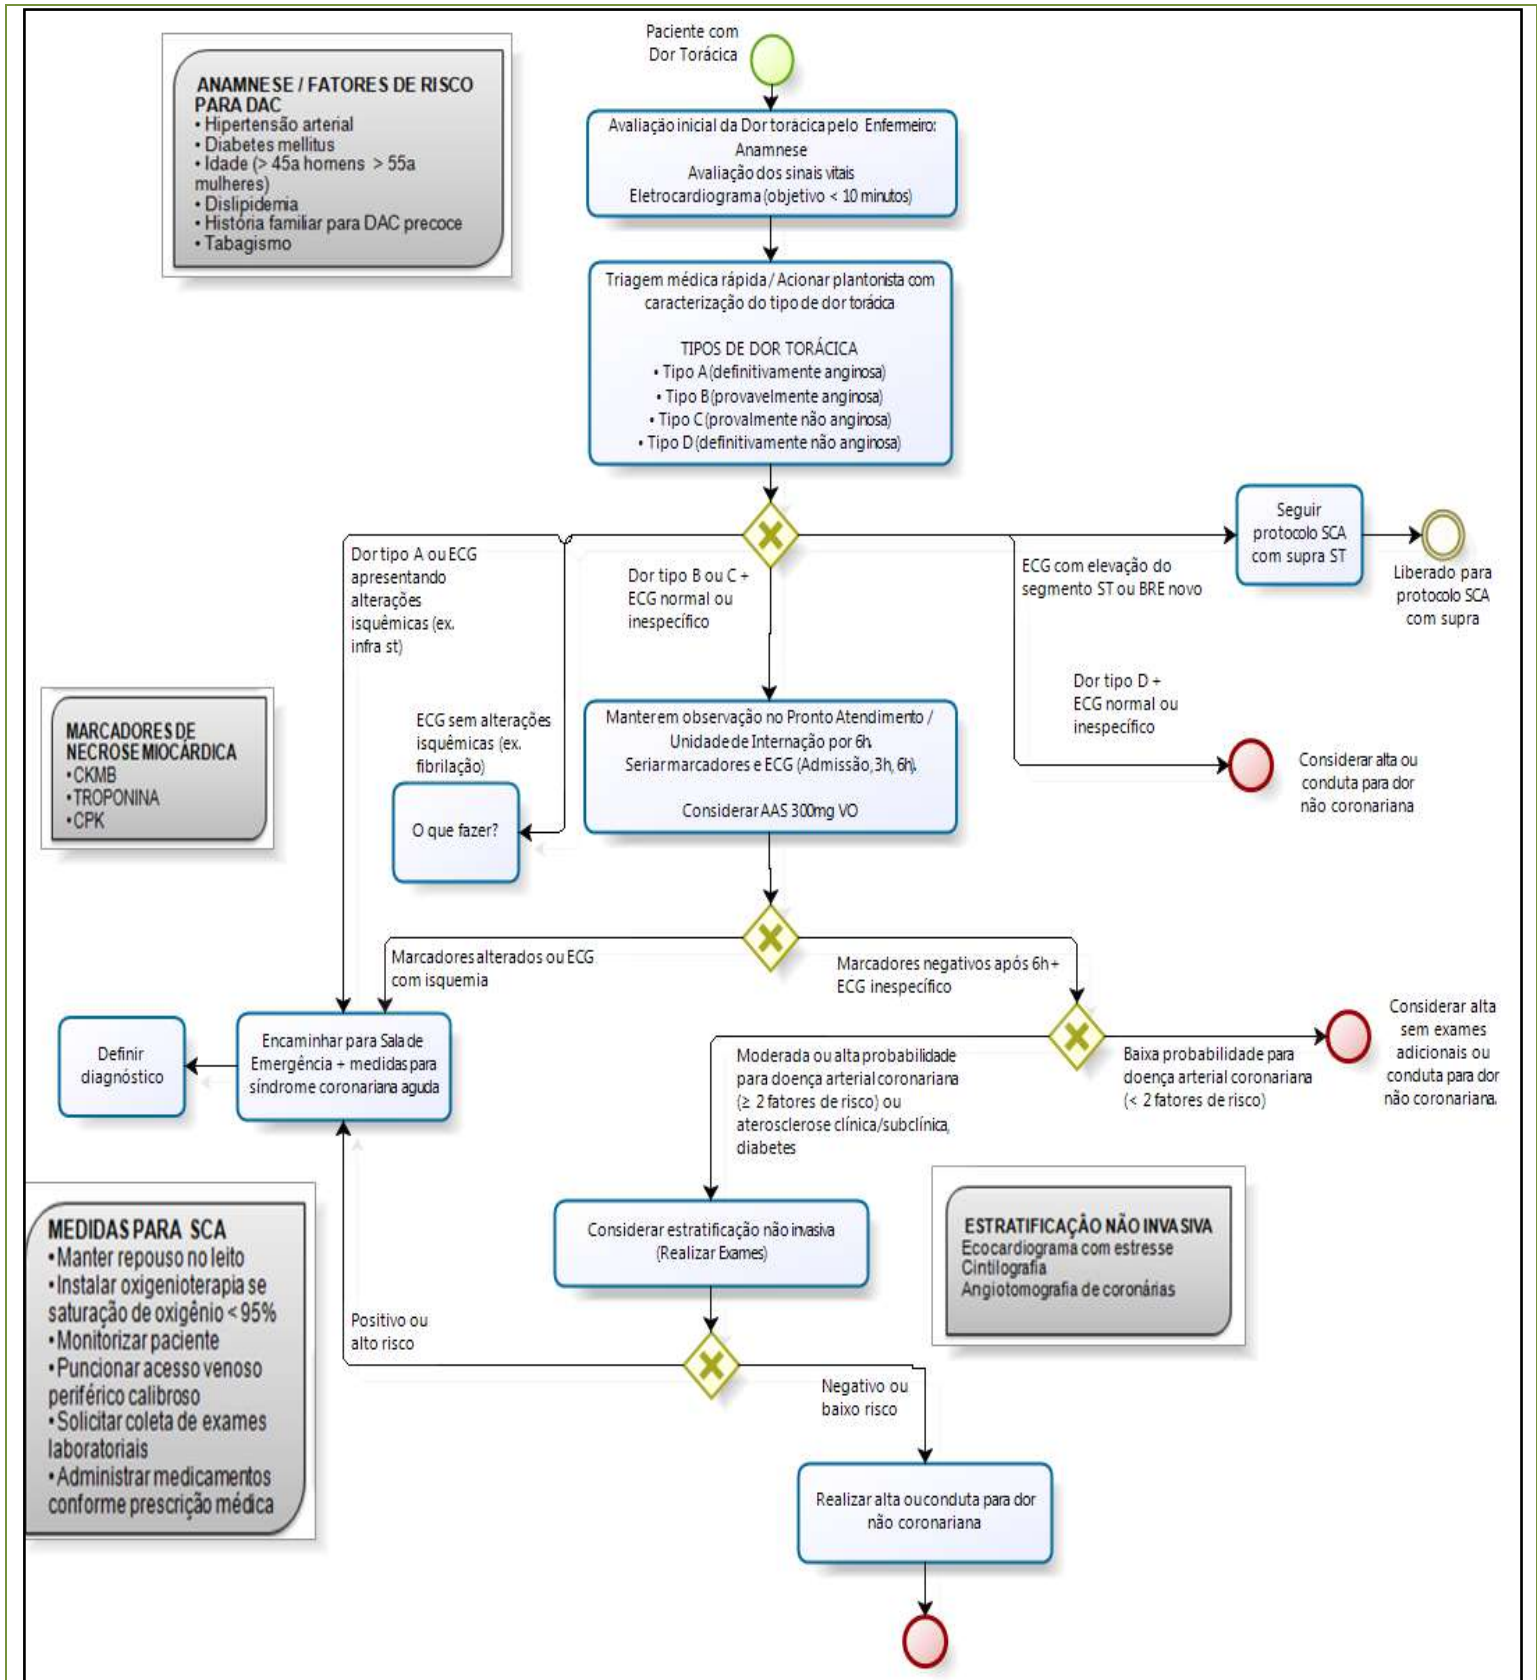 Paciente com
Dor Torácica
ANAMNESE / FATORES DE RISCO
PARA DAC
• Hipertensão arterial
• Diabetes mellitus
• Idade (> 45a homens > 55a
mulheres)
• Dislipidemia
• História familiar para DAC precoce
• Tabagismo
Avaliação inicial da Dor torácica pelo Enfermeiro:
Anamnese
Avaliação dos sinais vitais
Eletrocardiograma (objetivo < 10 minutos)
Triagem médica rápida / Acionar plantonista com
caracterização do tipo de dor torácica
TIPOS DE DOR TORÁCICA
• Tipo A (definitivamente anginosa)
• Tipo B (provavelmente anginosa)
• Tipo C (provalmente não anginosa)
• Tipo D (definitivamente não anginosa)
Dor tipo A ou ECG
apresentando
alterações
isquêmicas (ex.
infra st)
Dor tipo B ou C +
ECG normal ou
inespecífico
ECG com elevação do
segmento ST ou BRE novo
Seguir
protocolo SCA
com supra ST
Liberado para
protocolo SCA
com supra
Dor tipo D +
ECG normal ou
inespecífico
Considerar alta ou
conduta para dor
não coronariana
MARCADORES DE
NECROSE MIOCÁRDICA
• CKMB
• TROPONINA
• CPK
ECG sem alterações
isquêmicas (ex.
fibrilação)
O que fazer?
Manter em observação no Pronto Atendimento /
Unidade de Internação por 6h.
Seriar marcadores e ECG (Admissão, 3h, 6h).
Considerar AAS 300mg VO
Marcadores alterados ou ECG
com isquemia
Marcadores negativos após 6h +
ECG inespecífico
Definir
diagnóstico
Encaminhar para Sala de
Emergência + medidas para
síndrome coronariana aguda
Moderada ou alta probabilidade
para doença arterial coronariana
(≥ 2 fatores de risco) ou
aterosclerose clínica/subclínica,
diabetes
Baixa probabilidade para
doença arterial coronariana
(< 2 fatores de risco)
Considerar alta
sem exames
adicionais ou
conduta para dor
não coronariana.
MEDIDAS PARA SCA
• Manter repouso no leito
• Instalar oxigenioterapia se
saturação de oxigênio < 95%
• Monitorizar paciente
• Puncionar acesso venoso
periférico calibroso
• Solicitar coleta de exames
laboratoriais
• Administrar medicamentos
conforme prescrição médica
Considerar estratificação não invasiva
(Realizar Exames)
ESTRATIFICAÇÃO NÃO INVASIVA
Ecocardiograma com estresse
Cintilografia
Angiotomografia de coronárias
Positivo ou
alto risco
Negativo ou
baixo risco
Realizar alta ou conduta para dor
não coronariana